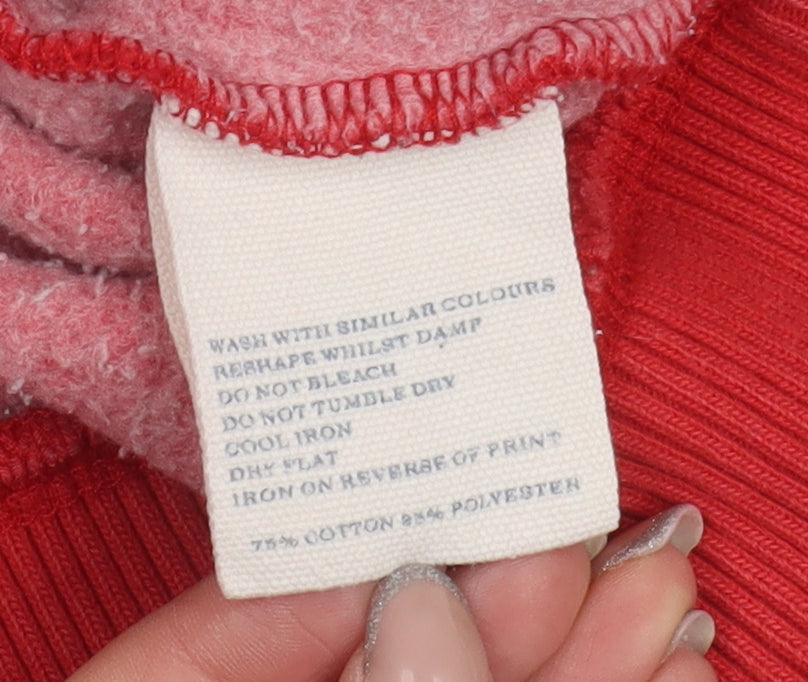 WASH WITH SIMILAR COLOURS
RESHAPE WHILST DAMP
DO NOT BLEACH
DO NOT TUMBLE DRY
COOL IRON
DRY FLAT
IRON ON REVERSE OF PRINT
75% COTTON 25% POLYESTER